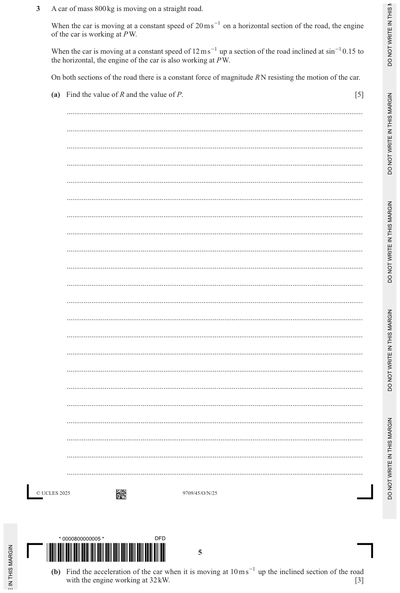 3 A car of mass 800 kg is moving on a straight road.
When the car is moving at a constant speed of 20 m s⁻¹ on a horizontal section of the road, the engine
of the car is working at P W.
When the car is moving at a constant speed of 12 m s⁻¹ up a section of the road inclined at sin⁻¹ 0.15 to
the horizontal, the engine of the car is also working at P W.
On both sections of the road there is a constant force of magnitude R N resisting the motion of the car.
(a) Find the value of R and the value of P. [5]
© UCLES 2025 9709/43/O/N/25
DO NOT WRITE IN THIS M
DO NOT WRITE IN THIS MARGIN
DO NOT WRITE IN THIS MARGIN
DO NOT WRITE IN THIS MARGIN
DO NOT WRITE IN THIS MARGIN
* 0000800000005 * DFD
5
(b) Find the acceleration of the car when it is moving at 10 m s⁻¹ up the inclined section of the road
with the engine working at 32 kW. [3]
E IN THIS MARGIN